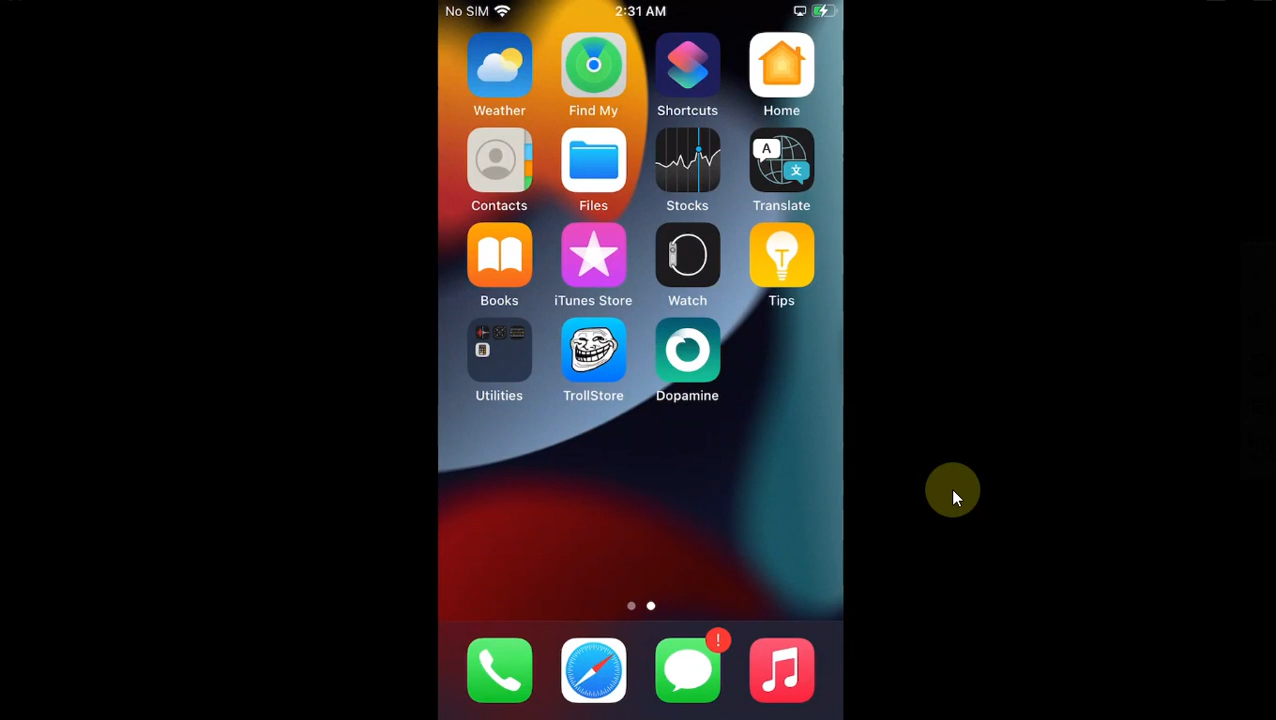 No SIM 2:31 AM
Weather Find My Shortcuts Home
A 文
Contacts Files Stocks Translate
Books iTunes Store Watch Tips
Utilities TrollStore Dopamine
!